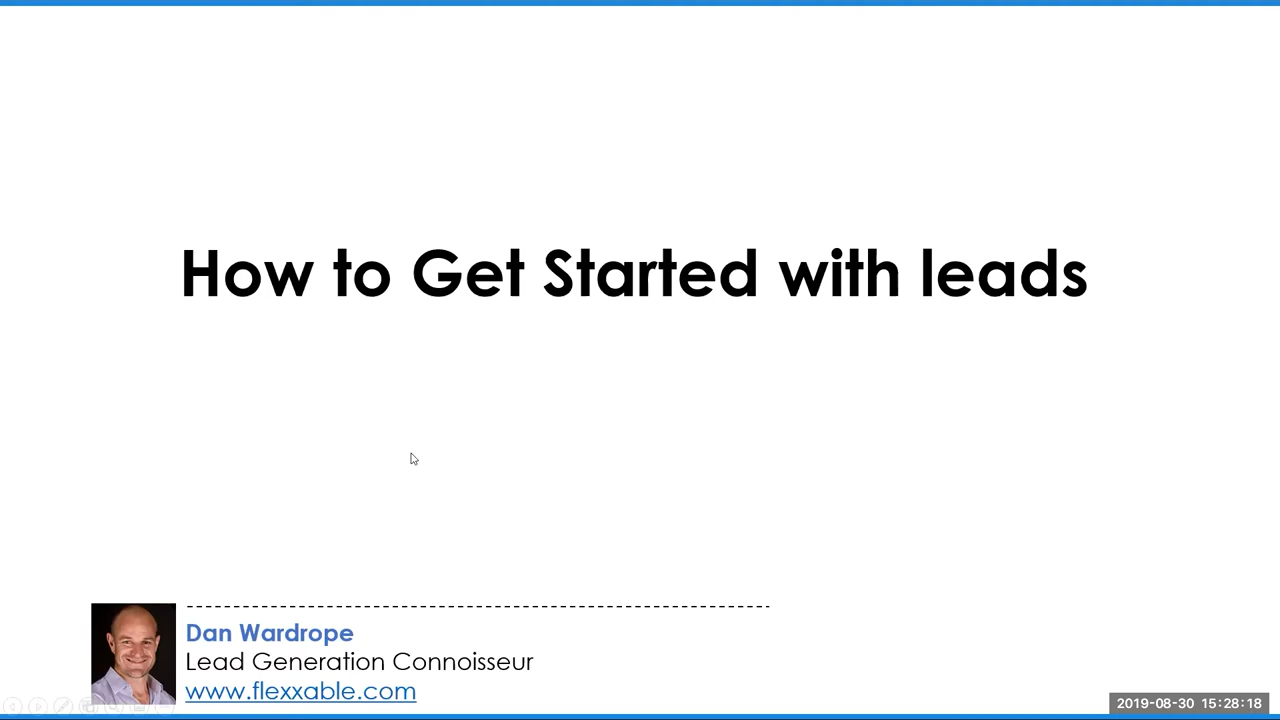 How to Get Started with leads
Dan Wardrope
Lead Generation Connoisseur
www.flexxable.com
2019-08-30 15:28:18